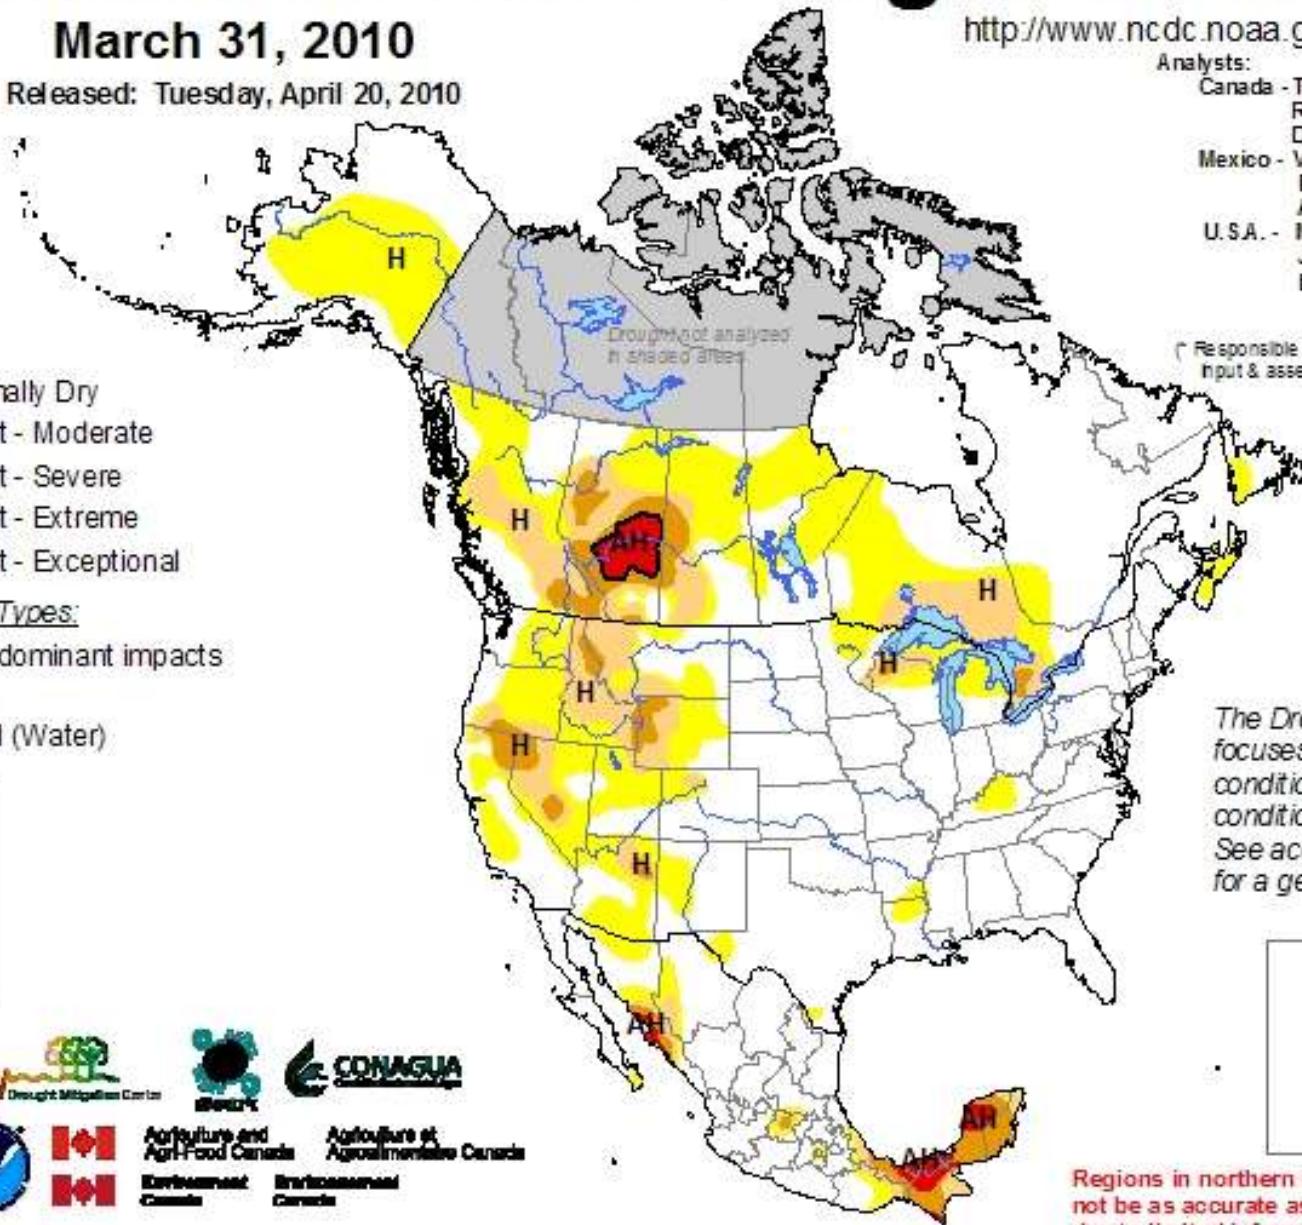 March 31, 2010
Released: Tuesday, April 20, 2010
http://www.ncdc.noaa.g
Analysts:
Canada - T
R
D
Mexico - V
A
U.S.A. -
(* Responsible
input & asse
Drought not analyzed
in shaded areas
nally Dry
t - Moderate
t - Severe
t - Extreme
t - Exceptional
Types:
dominant impacts
l (Water)
H
H
AH
H
H
H
H
H
AH
AH
AH
The Dro
focuses
conditio
conditio
See acc
for a ge
Drought Mitigation Center
CONAGUA
Agriculture and
Agri-Food Canada
Agriculture et
Agroalimentaire Canada
Environment
Canada
Environnement
Canada
Regions in northern
not be as accurate as